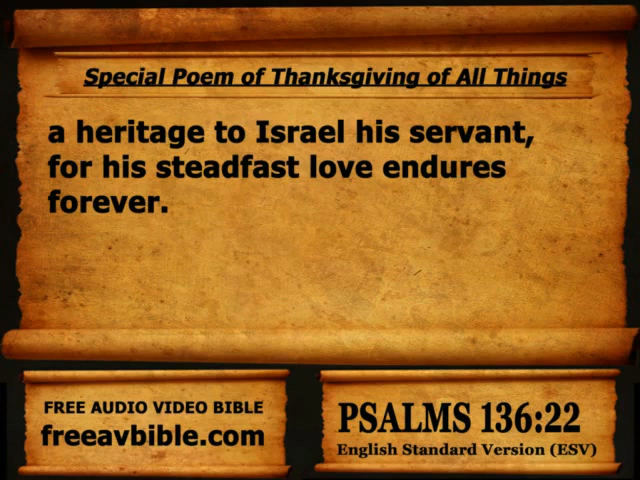 Special Poem of Thanksgiving of All Things
a heritage to Israel his servant,
for his steadfast love endures
forever.
FREE AUDIO VIDEO BIBLE
freeavbible.com
PSALMS 136:22
English Standard Version (ESV)